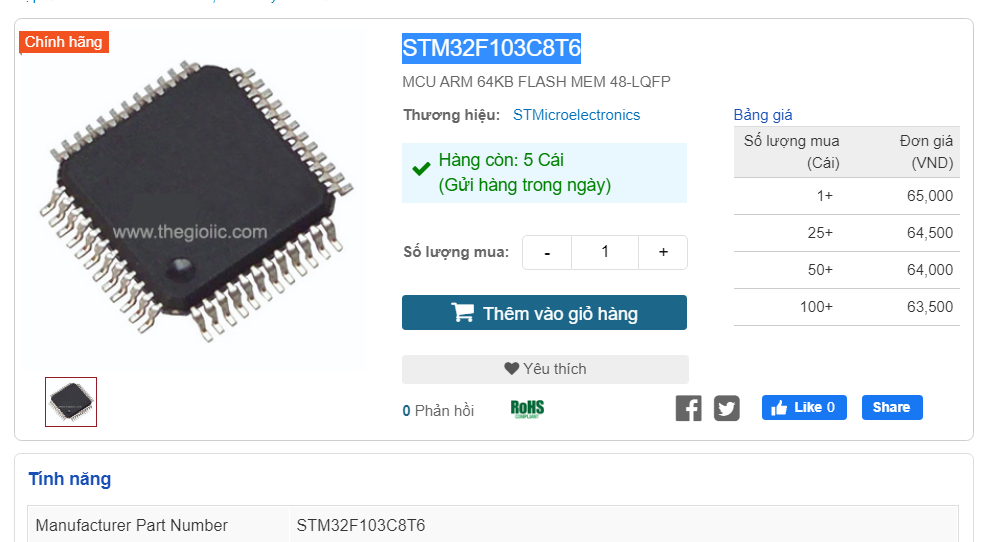 Chính hãng
STM32F103C8T6
MCU ARM 64KB FLASH MEM 48-LQFP
Thương hiệu: STMicroelectronics
Hàng còn: 5 Cái
(Gửi hàng trong ngày)
Số lượng mua: - 1 +
Thêm vào giỏ hàng
Yêu thích
0 Phản hồi
RoHS
COMPLIANT
Like 0
Share
www.thegioiic.com
Bảng giá
Số lượng mua (Cái) Đơn giá (VND)
1+ 65,000
25+ 64,500
50+ 64,000
100+ 63,500
Tính năng
Manufacturer Part Number STM32F103C8T6